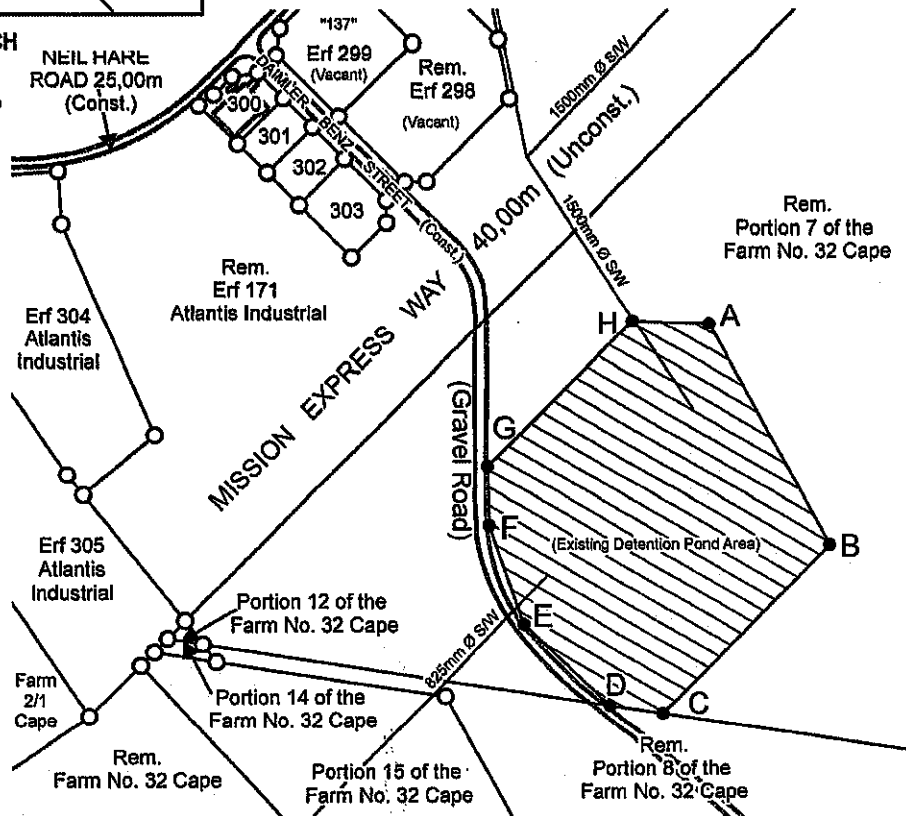 CH
NEIL HARE
ROAD 25,00m
(Const.)
"137"
Erf 299
(Vacant)
Rem.
Erf 298
(Vacant)
300
301
302
303
DAIMLER BENZ STREET (Const.)
1500mm Ø S/W
MISSION EXPRESS WAY 40,00m (Unconst.)
1500mm Ø S/W
Rem.
Portion 7 of the
Farm No. 32 Cape
Rem.
Erf 171
Atlantis Industrial
Erf 304
Atlantis
Industrial
H
A
G
(Gravel Road)
F
(Existing Detention Pond Area)
B
Erf 305
Atlantis
Industrial
Portion 12 of the
Farm No. 32 Cape
E
825mm Ø S/W
D
C
Farm
2/1
Cape
Portion 14 of the
Farm No. 32 Cape
Rem.
Farm No. 32 Cape
Portion 15 of the
Farm No. 32 Cape
Rem.
Portion 8 of the
Farm No. 32 Cape